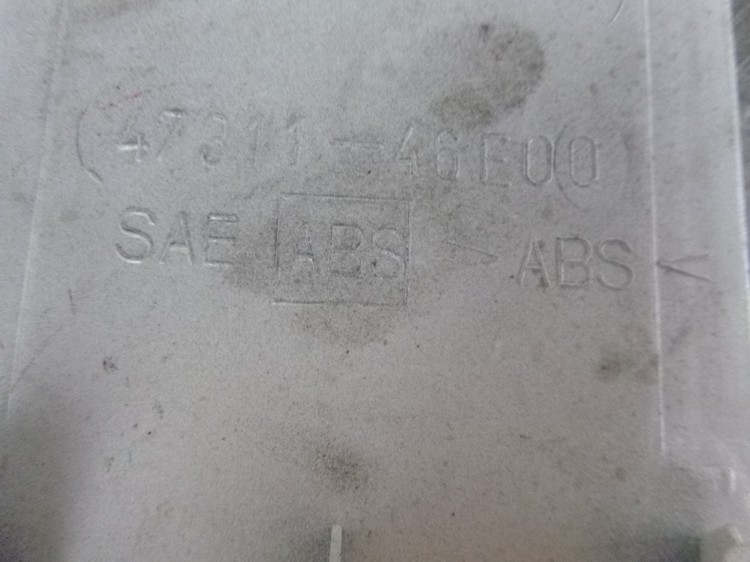 (47311-46E00)
SAE ABS >ABS<